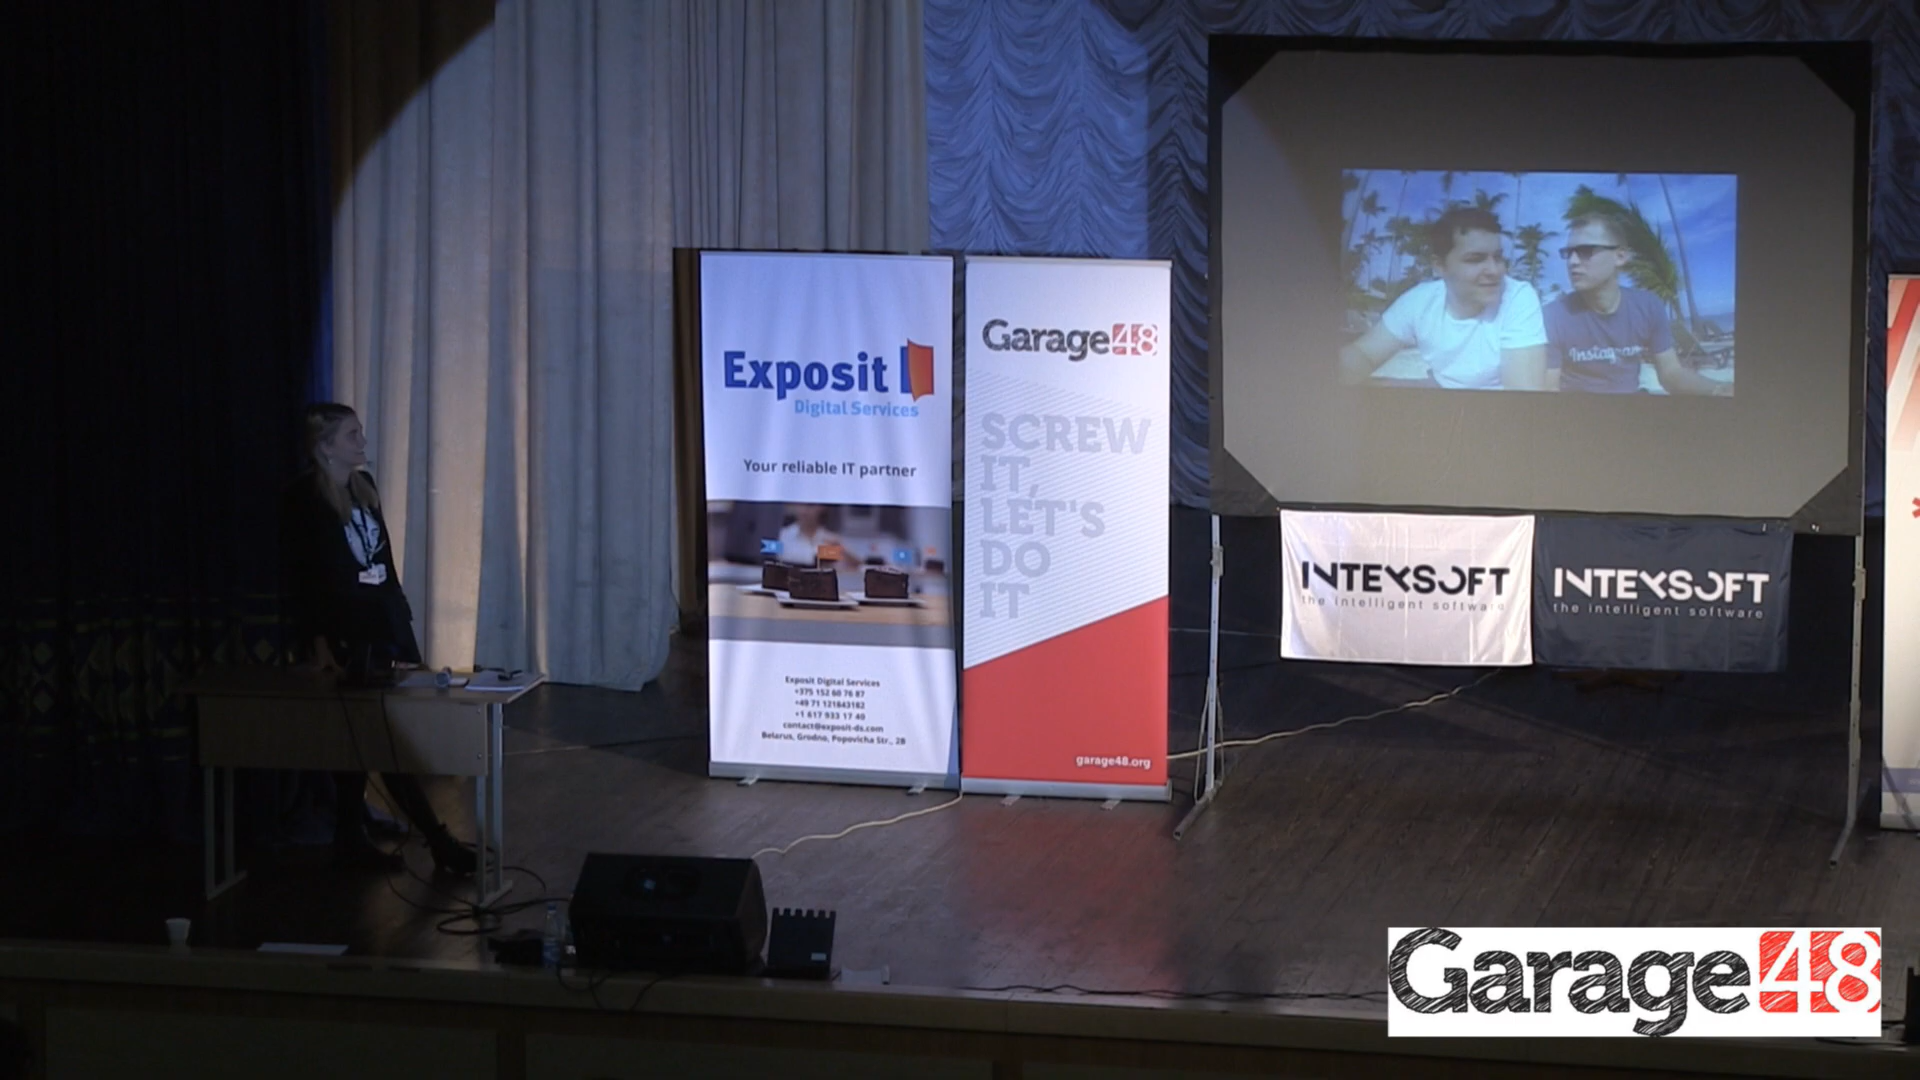 Exposit
Digital Services
Your reliable IT partner
Exposit Digital Services
+375 152 60 76 87
+49 71 121843182
+1 617 933 17 40
contact@exposit-ds.com
Belarus, Grodno, Popovicha Str., 2B
Garage48
SCREW
IT,
LET'S
DO
IT
garage48.org
Instagram
INTEXSOFT
the intelligent software
INTEXSOFT
the intelligent software
Garage48